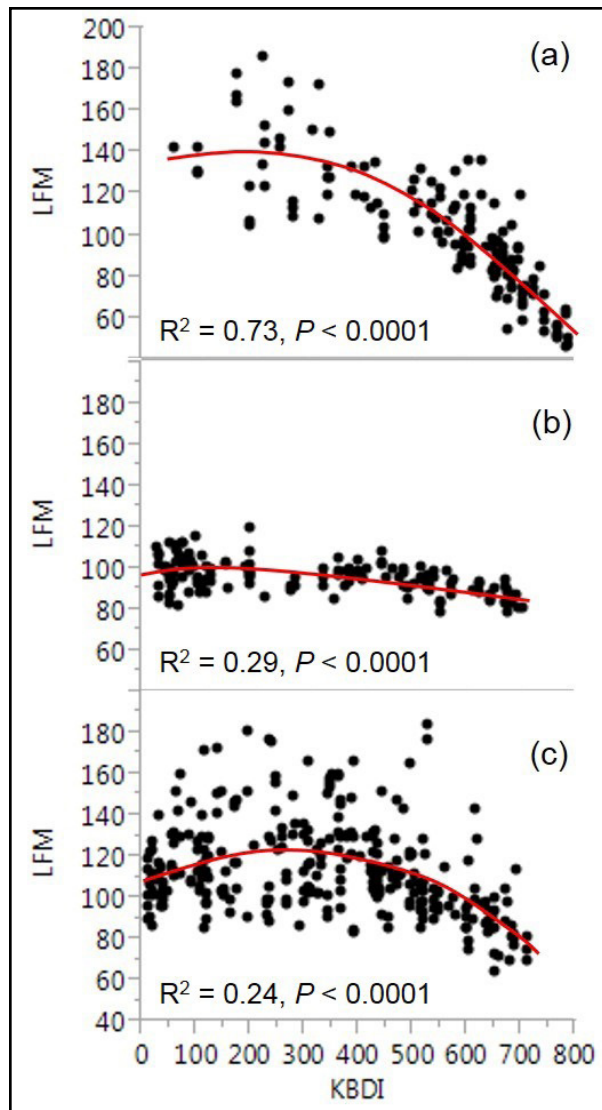 (a)
200
180
160
140
120
100
80
60
LFM
R² = 0.73, P < 0.0001
(b)
180
160
140
120
100
80
60
LFM
R² = 0.29, P < 0.0001
(c)
180
160
140
120
100
80
60
40
LFM
R² = 0.24, P < 0.0001
0 100 200 300 400 500 600 700 800
KBDI